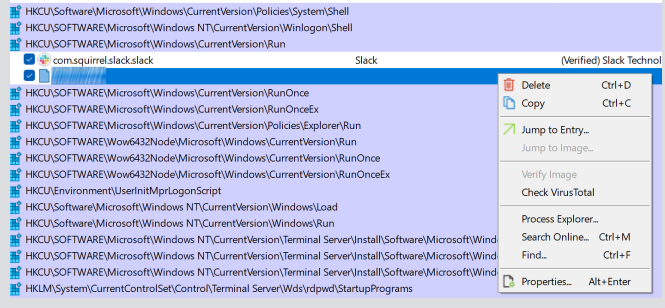 HKCU\Software\Microsoft\Windows\CurrentVersion\Policies\System\Shell
HKCU\SOFTWARE\Microsoft\Windows NT\CurrentVersion\Winlogon\Shell
HKCU\SOFTWARE\Microsoft\Windows\CurrentVersion\Run
com.squirrel.slack.slack Slack (Verified) Slack Technol
HKCU\SOFTWARE\Microsoft\Windows\CurrentVersion\RunOnce
HKCU\SOFTWARE\Microsoft\Windows\CurrentVersion\RunOnceEx
HKCU\SOFTWARE\Microsoft\Windows\CurrentVersion\Policies\Explorer\Run
HKCU\SOFTWARE\Wow6432Node\Microsoft\Windows\CurrentVersion\Run
HKCU\SOFTWARE\Wow6432Node\Microsoft\Windows\CurrentVersion\RunOnce
HKCU\SOFTWARE\Wow6432Node\Microsoft\Windows\CurrentVersion\RunOnceEx
HKCU\Environment\UserInitMprLogonScript
HKCU\Software\Microsoft\Windows NT\CurrentVersion\Windows\Load
HKCU\Software\Microsoft\Windows NT\CurrentVersion\Windows\Run
HKCU\SOFTWARE\Microsoft\Windows NT\CurrentVersion\Terminal Server\Install\Software\Microsoft\Wind
HKCU\SOFTWARE\Microsoft\Windows NT\CurrentVersion\Terminal Server\Install\Software\Microsoft\Wind
HKCU\SOFTWARE\Microsoft\Windows NT\CurrentVersion\Terminal Server\Install\Software\Microsoft\Wind
HKLM\System\CurrentControlSet\Control\Terminal Server\Wds\rdpwd\StartupPrograms
Delete Ctrl+D
Copy Ctrl+C
Jump to Entry...
Jump to Image...
Verify Image
Check VirusTotal
Process Explorer...
Search Online... Ctrl+M
Find... Ctrl+F
Properties... Alt+Enter